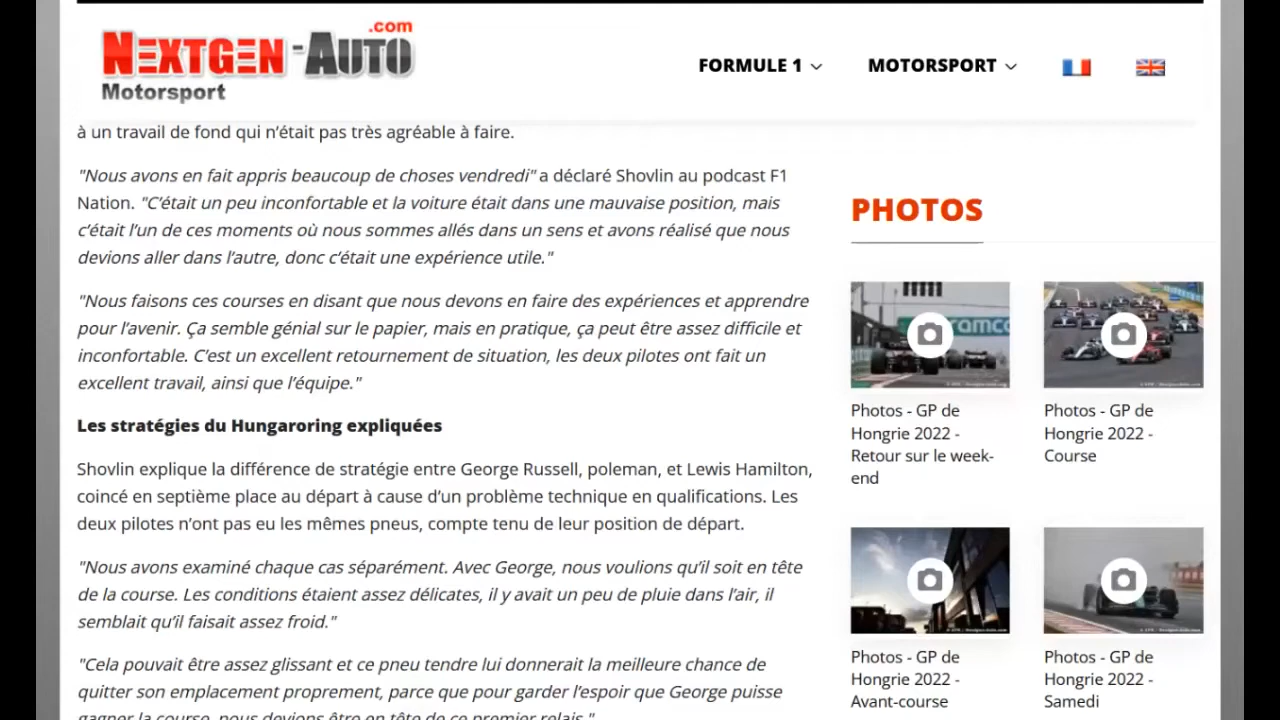 .com
NEXTGEN-AUTO
Motorsport
FORMULE 1
MOTORSPORT
à un travail de fond qui n’était pas très agréable à faire.
"Nous avons en fait appris beaucoup de choses vendredi" a déclaré Shovlin au podcast F1
Nation. "C’était un peu inconfortable et la voiture était dans une mauvaise position, mais
c’était l’un de ces moments où nous sommes allés dans un sens et avons réalisé que nous
devions aller dans l’autre, donc c’était une expérience utile."
"Nous faisons ces courses en disant que nous devons en faire des expériences et apprendre
pour l’avenir. Ça semble génial sur le papier, mais en pratique, ça peut être assez difficile et
inconfortable. C’est un excellent retournement de situation, les deux pilotes ont fait un
excellent travail, ainsi que l’équipe."
Les stratégies du Hungaroring expliquées
Shovlin explique la différence de stratégie entre George Russell, poleman, et Lewis Hamilton,
coincé en septième place au départ à cause d’un problème technique en qualifications. Les
deux pilotes n’ont pas eu les mêmes pneus, compte tenu de leur position de départ.
"Nous avons examiné chaque cas séparément. Avec George, nous voulions qu’il soit en tête
de la course. Les conditions étaient assez délicates, il y avait un peu de pluie dans l’air, il
semblait qu’il faisait assez froid."
"Cela pouvait être assez glissant et ce pneu tendre lui donnerait la meilleure chance de
quitter son emplacement proprement, parce que pour garder l’espoir que George puisse
gagner la course, nous devions être en tête de ce premier relais."
PHOTOS
Photos - GP de
Hongrie 2022 -
Retour sur le week-
end
Photos - GP de
Hongrie 2022 -
Course
Photos - GP de
Hongrie 2022 -
Avant-course
Photos - GP de
Hongrie 2022 -
Samedi